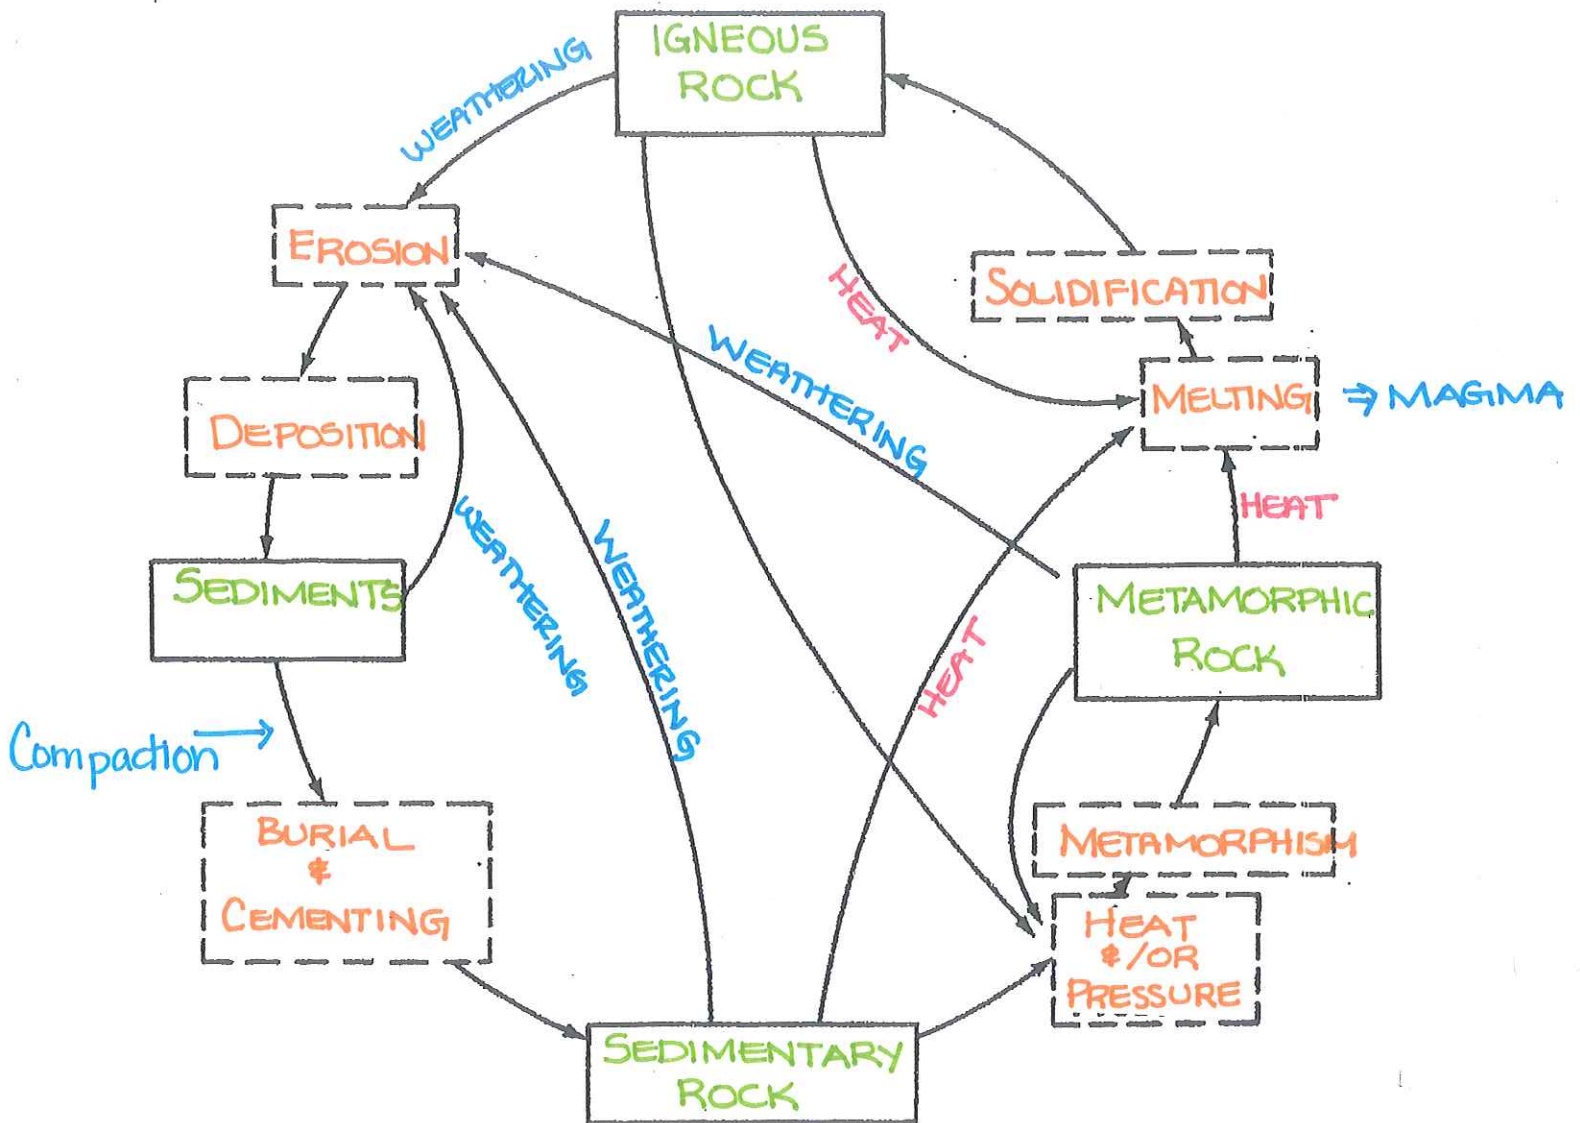 IGNEOUS
ROCK
WEATHERING
EROSION
HEAT
SOLIDIFICATION
WEATHERING
MELTING
⇒ MAGMA
DEPOSITION
HEAT
WEATHERING
WEATHERING
SEDIMENTS
METAMORPHIC
ROCK
HEAT
Compaction
BURIAL
&
CEMENTING
METAMORPHISM
HEAT
&/OR
PRESSURE
SEDIMENTARY
ROCK